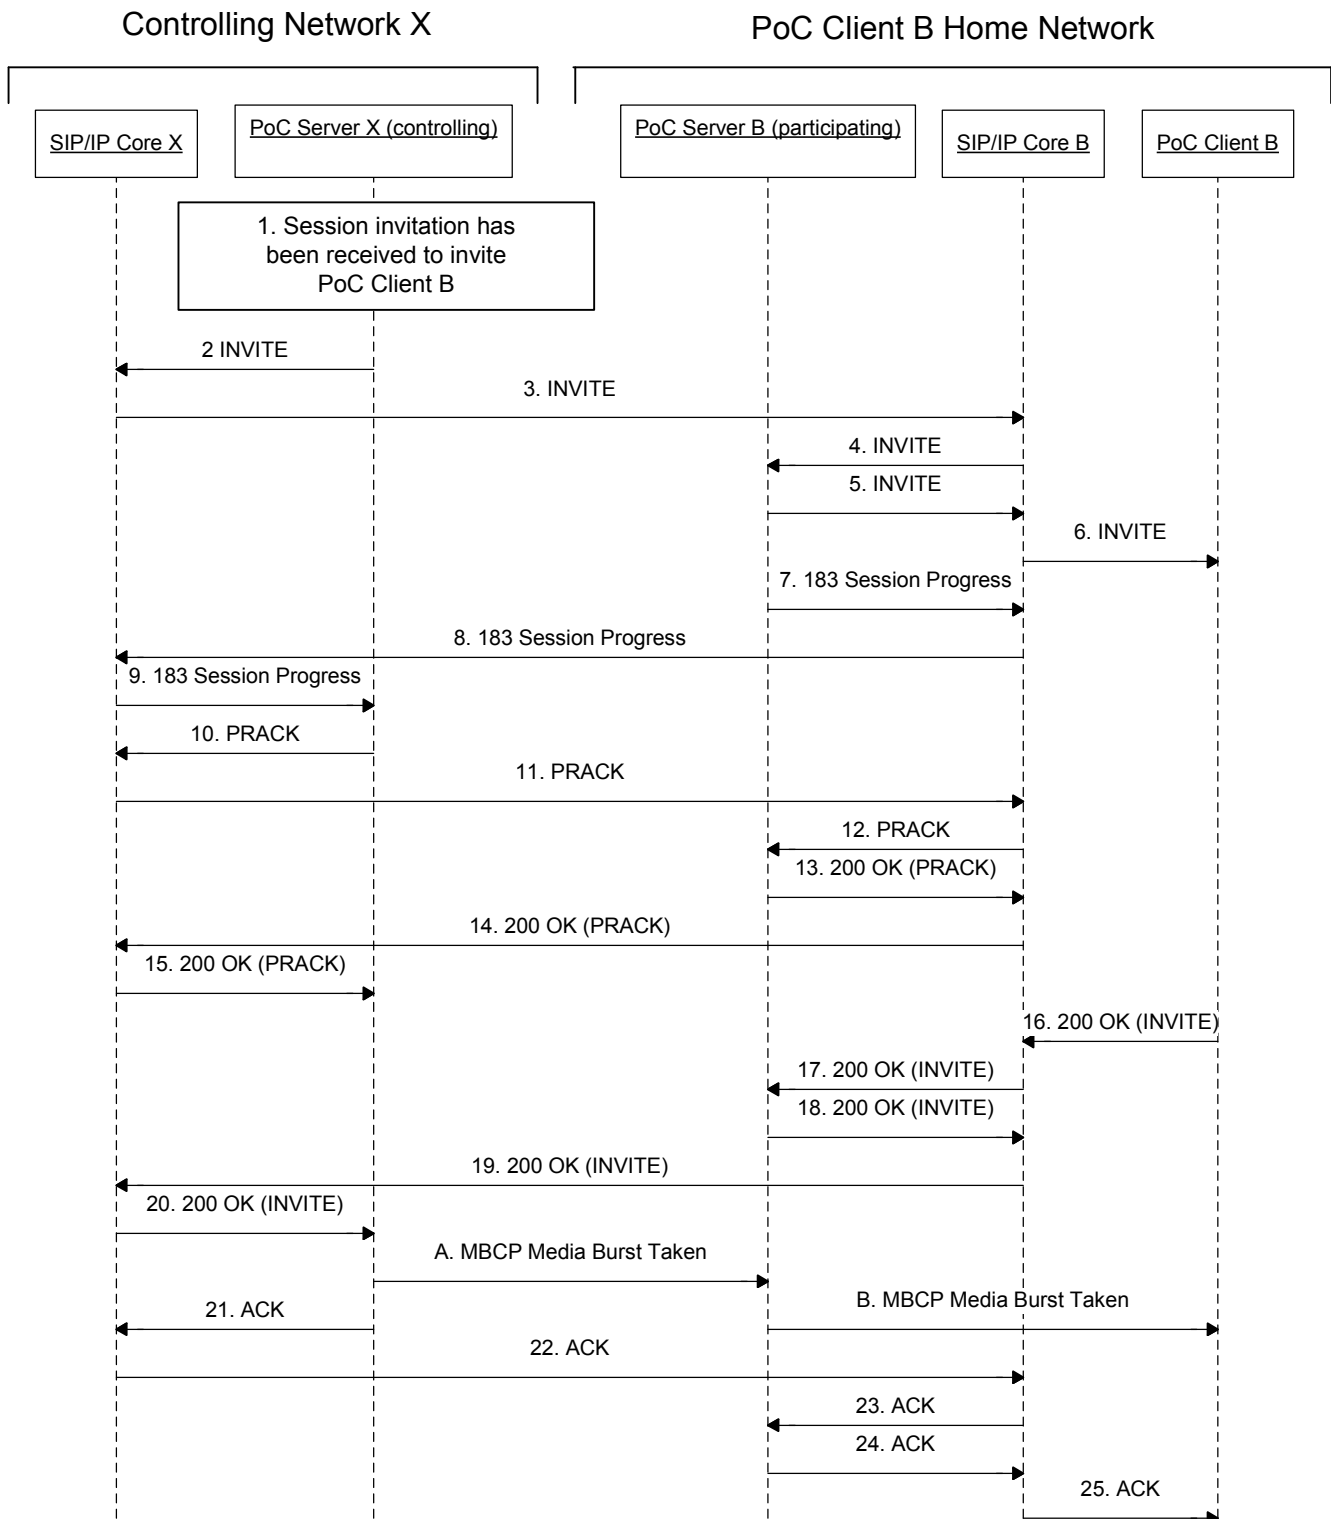 Controlling Network X
PoC Client B Home Network
SIP/IP Core X
PoC Server X (controlling)
PoC Server B (participating)
SIP/IP Core B
PoC Client B
1. Session invitation has
been received to invite
PoC Client B
2 INVITE
3. INVITE
4. INVITE
5. INVITE
6. INVITE
7. 183 Session Progress
8. 183 Session Progress
9. 183 Session Progress
10. PRACK
11. PRACK
12. PRACK
13. 200 OK (PRACK)
14. 200 OK (PRACK)
15. 200 OK (PRACK)
16. 200 OK (INVITE)
17. 200 OK (INVITE)
18. 200 OK (INVITE)
19. 200 OK (INVITE)
20. 200 OK (INVITE)
A. MBCP Media Burst Taken
B. MBCP Media Burst Taken
21. ACK
22. ACK
23. ACK
24. ACK
25. ACK